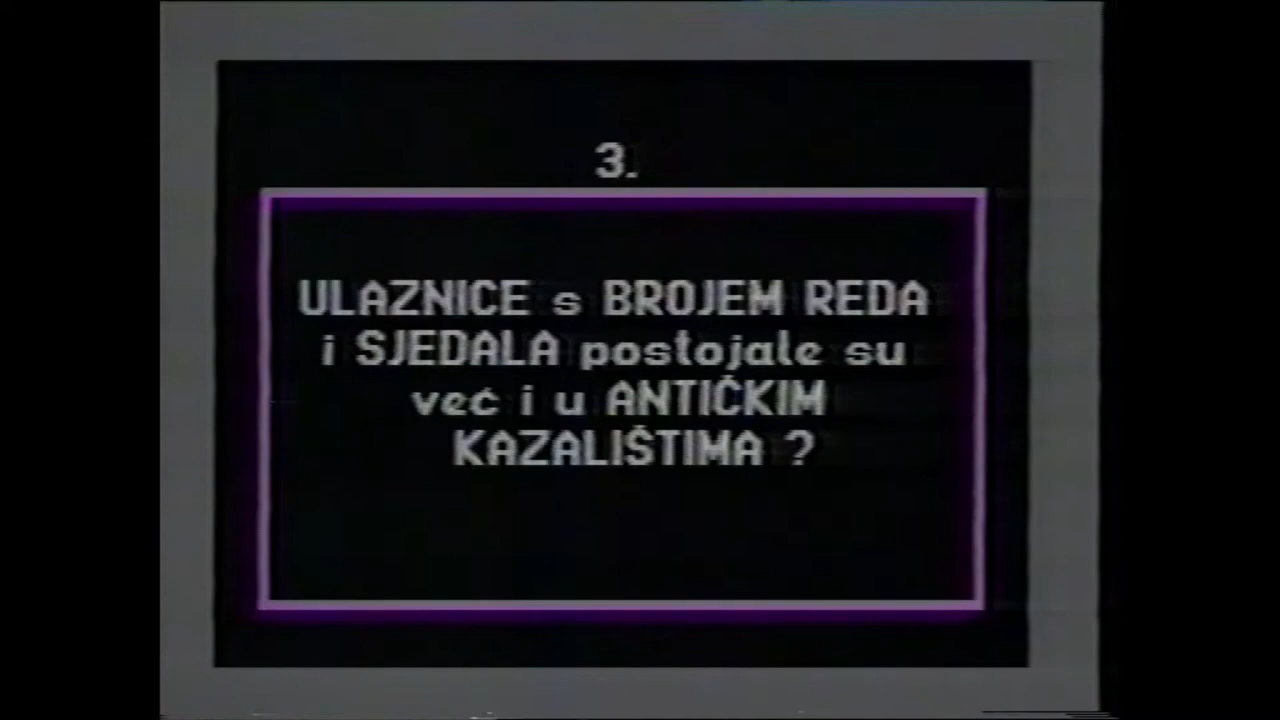 3.
ULAZNICE s BROJEM REDA
i SJEDALA postojale su
već i u ANTIČKIM
KAZALIŠTIMA ?